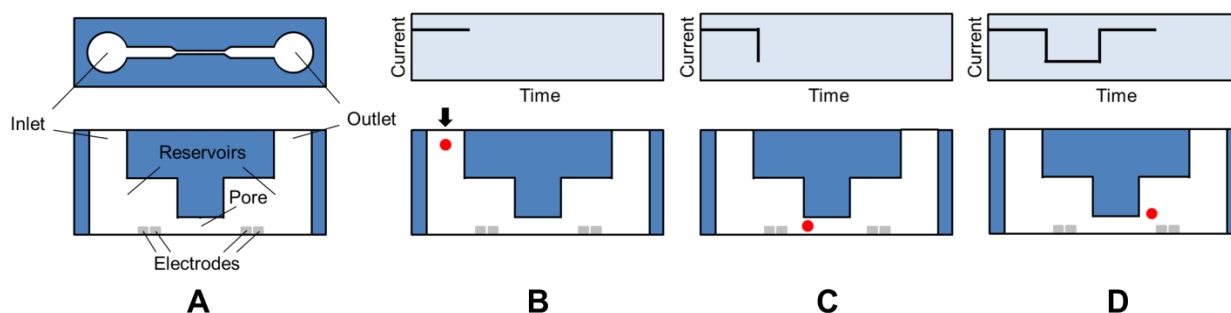 Inlet
Outlet
Reservoirs
Pore
Electrodes
A
Current
Time
B
Current
Time
C
Current
Time
D